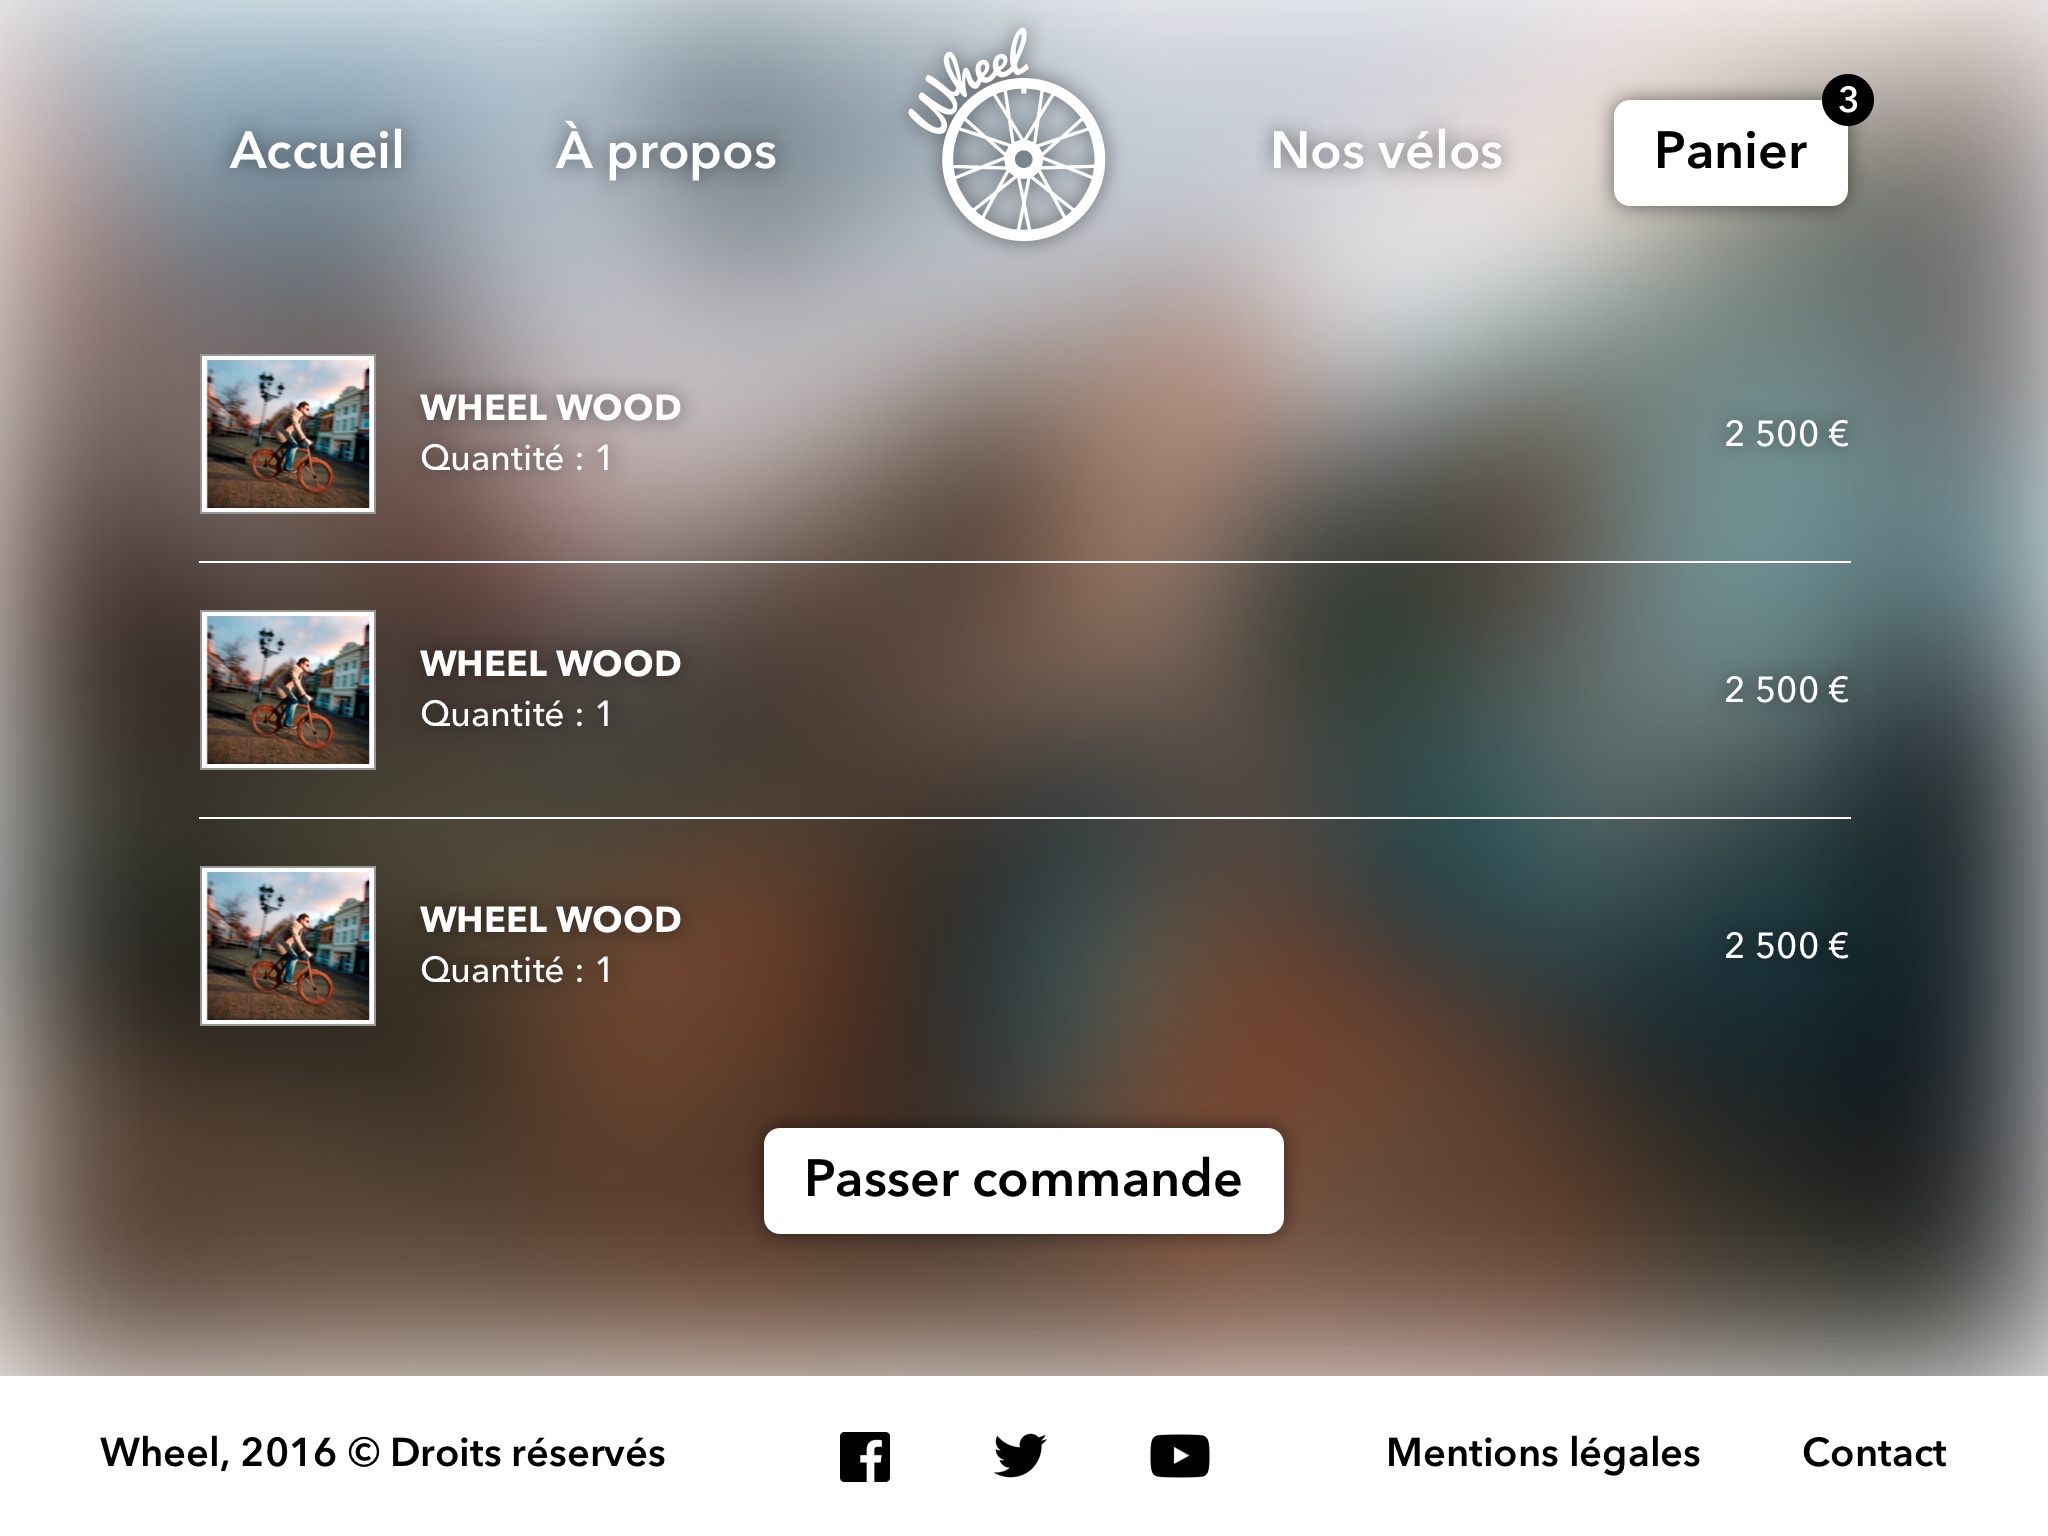 Wheel
Accueil
À propos
Nos vélos
Panier
3
WHEEL WOOD
Quantité : 1
2 500 €
WHEEL WOOD
Quantité : 1
2 500 €
WHEEL WOOD
Quantité : 1
2 500 €
Passer commande
Wheel, 2016 © Droits réservés
Mentions légales
Contact